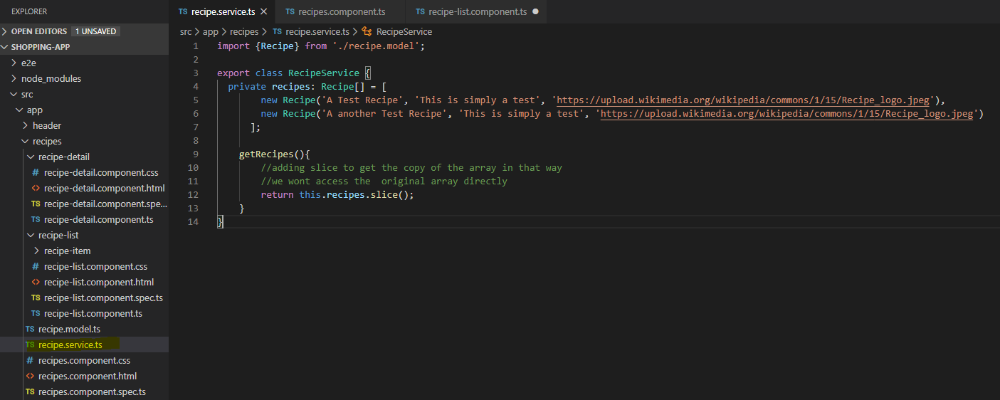 EXPLORER
OPEN EDITORS 1 UNSAVED
SHOPPING-APP
e2e
node_modules
src
app
header
recipes
recipe-detail
# recipe-detail.component.css
<> recipe-detail.component.html
TS recipe-detail.component.spe...
TS recipe-detail.component.ts
recipe-list
recipe-item
# recipe-list.component.css
<> recipe-list.component.html
TS recipe-list.component.spec.ts
TS recipe-list.component.ts
TS recipe.model.ts
TS recipe.service.ts
# recipes.component.css
<> recipes.component.html
TS recipes.component.spec.ts
TS recipe.service.ts × TS recipes.component.ts TS recipe-list.component.ts ●
src > app > recipes > TS recipe.service.ts > RecipeService
1 import {Recipe} from './recipe.model';
2
3 export class RecipeService {
4 private recipes: Recipe[] = [
5 new Recipe('A Test Recipe', 'This is simply a test', 'https://upload.wikimedia.org/wikipedia/commons/1/15/Recipe_logo.jpeg'),
6 new Recipe('A another Test Recipe', 'This is simply a test', 'https://upload.wikimedia.org/wikipedia/commons/1/15/Recipe_logo.jpeg')
7 ];
8
9 getRecipes(){
10 //adding slice to get the copy of the array in that way
11 //we wont access the  original array directly
12 return this.recipes.slice();
13 }
14 }